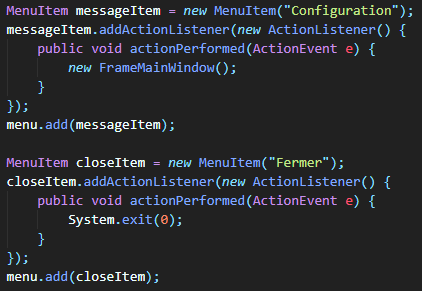 MenuItem messageItem = new MenuItem("Configuration");
messageItem.addActionListener(new ActionListener() {
    public void actionPerformed(ActionEvent e) {
        new FrameMainWindow();
    }
});
menu.add(messageItem);

MenuItem closeItem = new MenuItem("Fermer");
closeItem.addActionListener(new ActionListener() {
    public void actionPerformed(ActionEvent e) {
        System.exit(0);
    }
});
menu.add(closeItem);